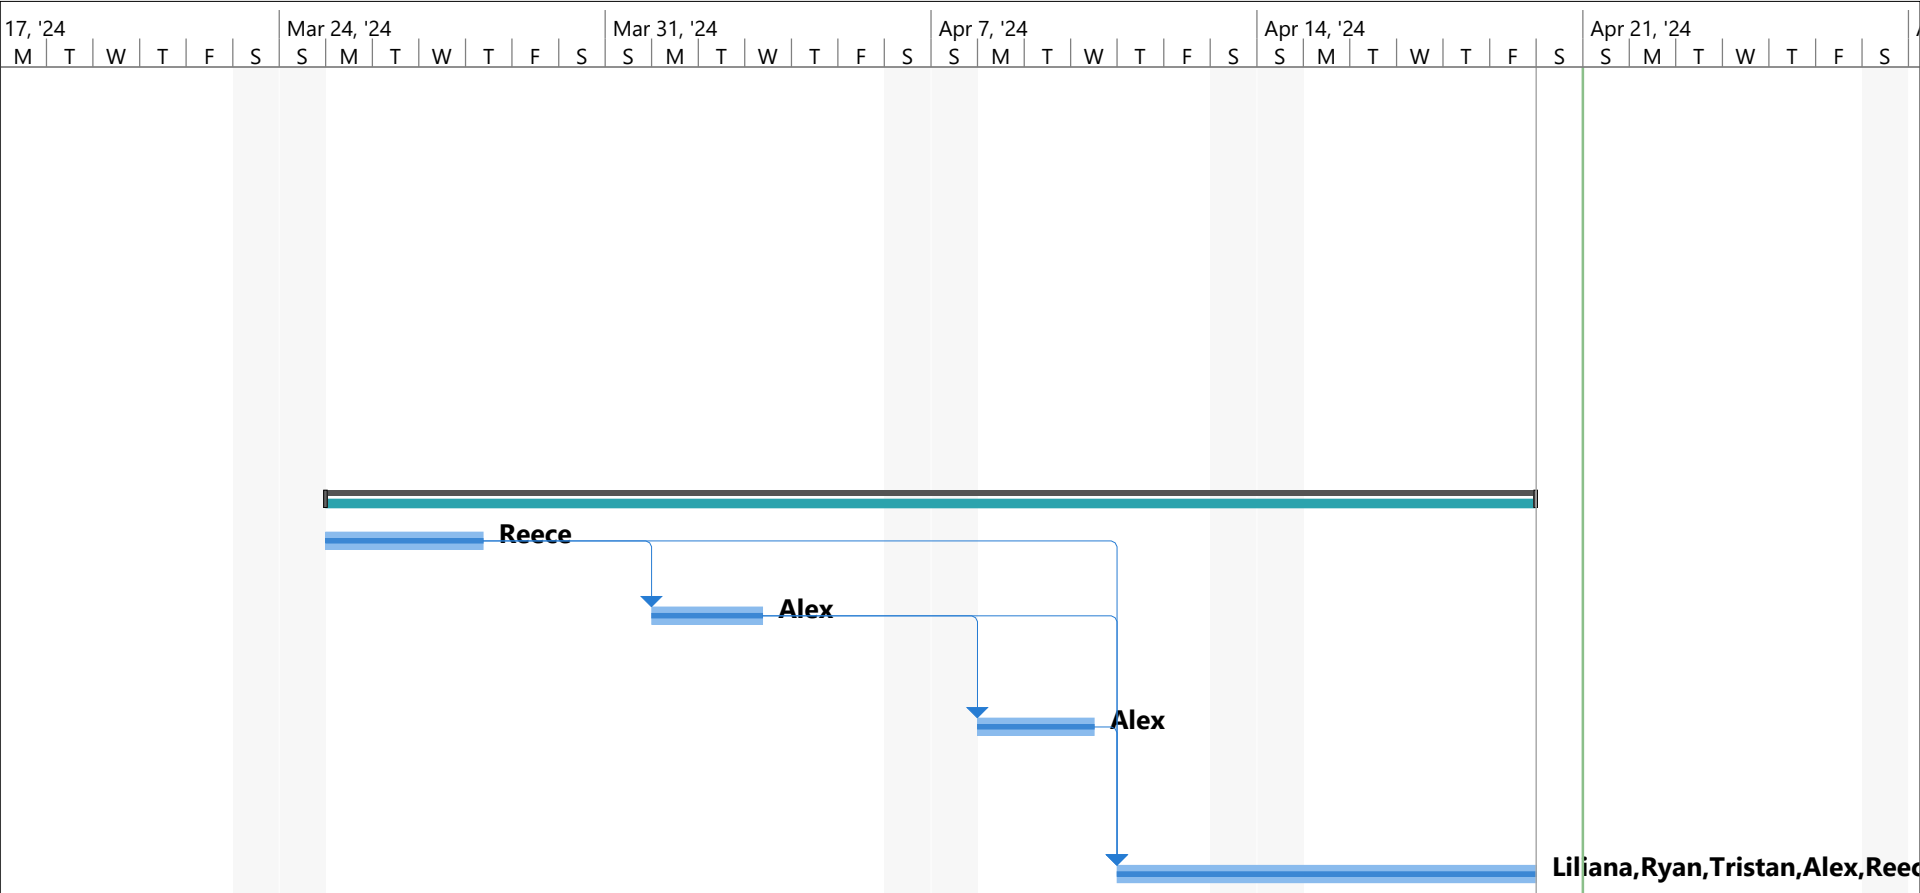 17, '24 Mar 24, '24 Mar 31, '24 Apr 7, '24 Apr 14, '24 Apr 21, '24
M T W T F S S M T W T F S S M T W T F S S M T W T F S S M T W T F S S M T W T F S
Reece
Alex
Alex
Liliana,Ryan,Tristan,Alex,Reec